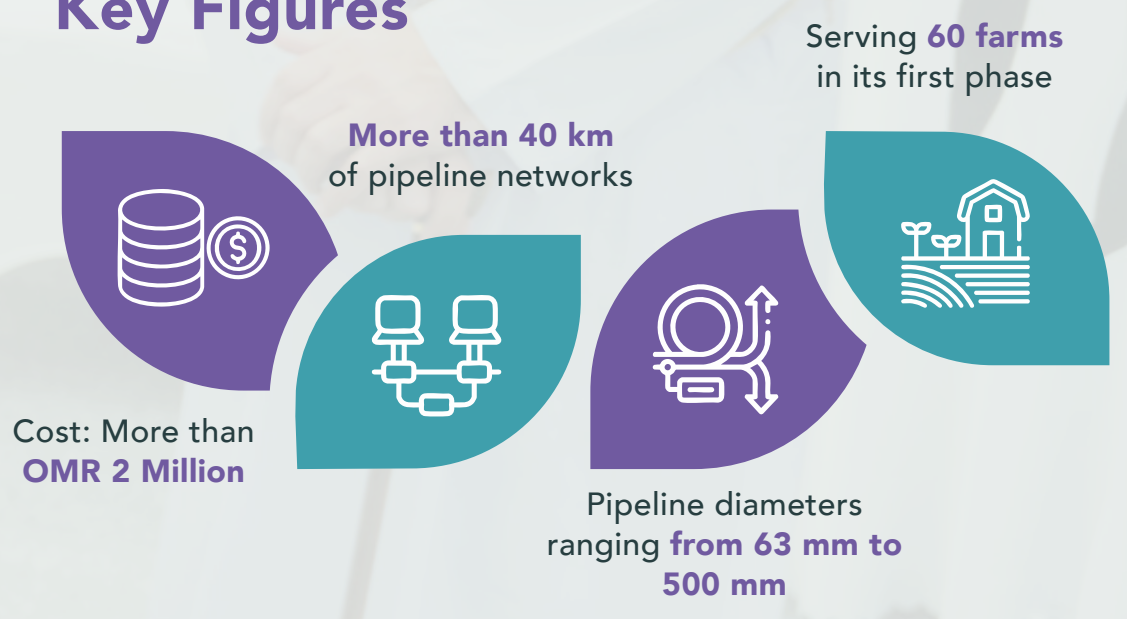 Key Figures
Cost: More than
OMR 2 Million
More than 40 km
of pipeline networks
Pipeline diameters
ranging from 63 mm to
500 mm
Serving 60 farms
in its first phase
$